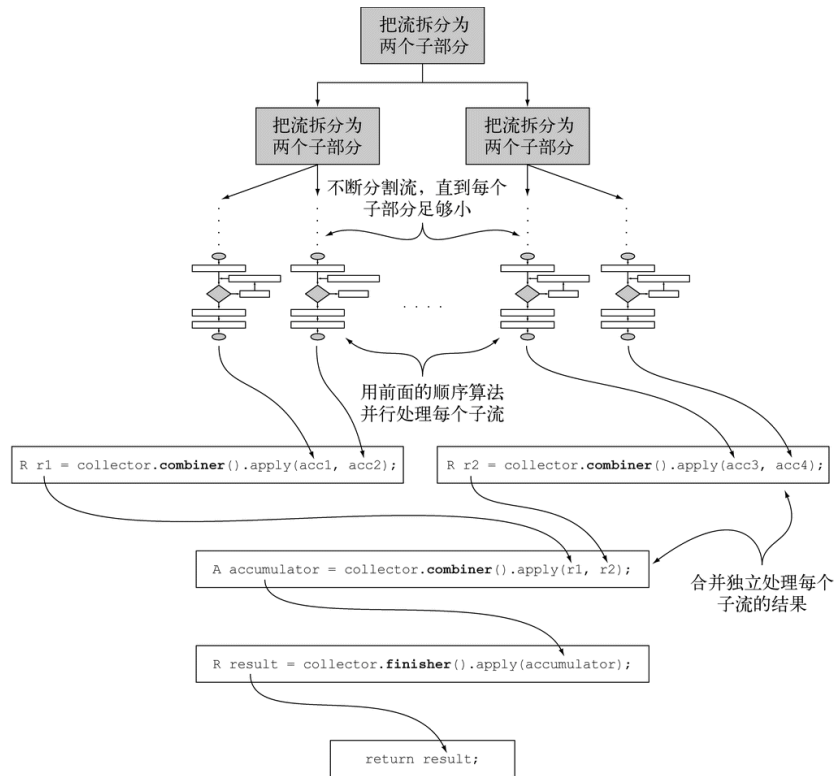 把流拆分为
两个子部分
把流拆分为
两个子部分
把流拆分为
两个子部分
不断分割流，直到每个
子部分足够小
用前面的顺序算法
并行处理每个子流
R r1 = collector.combiner().apply(acc1, acc2);
R r2 = collector.combiner().apply(acc3, acc4);
A accumulator = collector.combiner().apply(r1, r2);
合并独立处理每个
子流的结果
R result = collector.finisher().apply(accumulator);
return result;